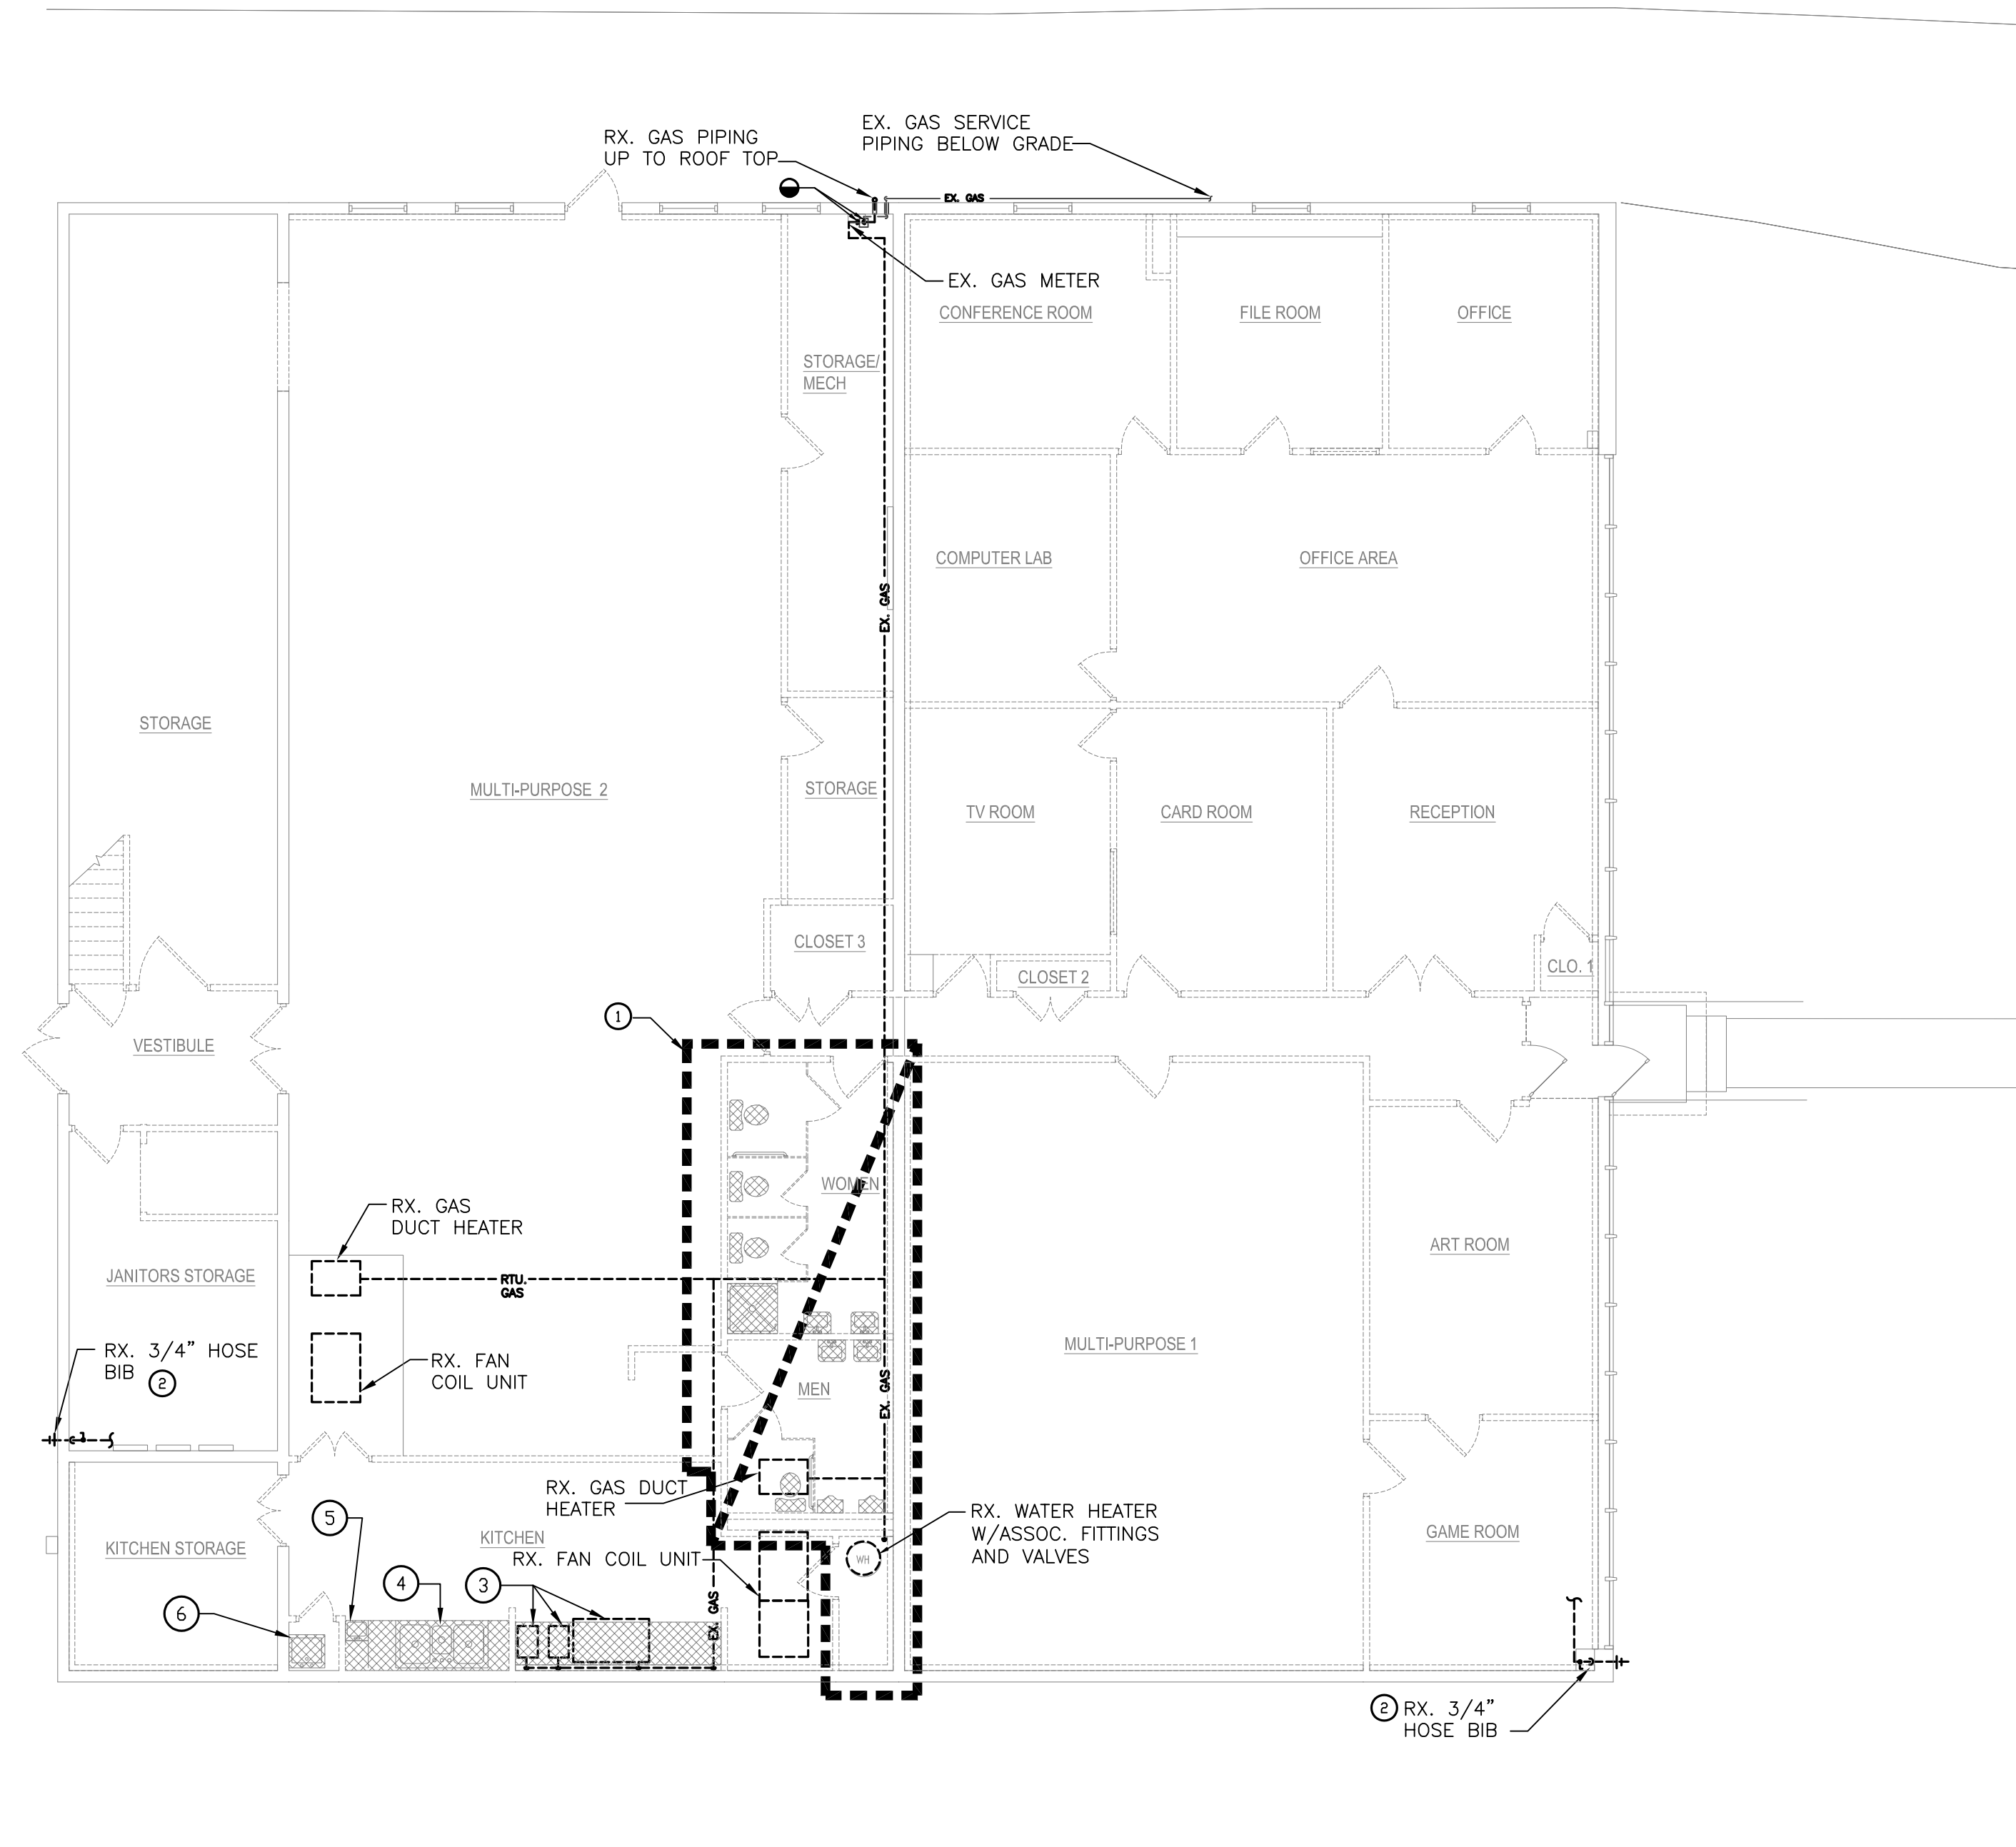 RX. GAS PIPING
UP TO ROOF TOP
EX. GAS SERVICE
PIPING BELOW GRADE
EX. GAS
EX. GAS METER
CONFERENCE ROOM
FILE ROOM
OFFICE
STORAGE/
MECH
COMPUTER LAB
OFFICE AREA
EX. GAS
STORAGE
MULTI-PURPOSE 2
STORAGE
TV ROOM
CARD ROOM
RECEPTION
CLOSET 3
CLOSET 2
CLO. 1
1
VESTIBULE
WOMEN
RX. GAS
DUCT HEATER
ART ROOM
JANITORS STORAGE
RTU.
GAS
MULTI-PURPOSE 1
RX. 3/4" HOSE
BIB 2
RX. FAN
COIL UNIT
MEN
EX. GAS
RX. GAS DUCT
HEATER
RX. WATER HEATER
W/ASSOC. FITTINGS
AND VALVES
5
KITCHEN
GAME ROOM
KITCHEN STORAGE
RX. FAN COIL UNIT
WH
4
3
6
EX. GAS
2 RX. 3/4"
HOSE BIB